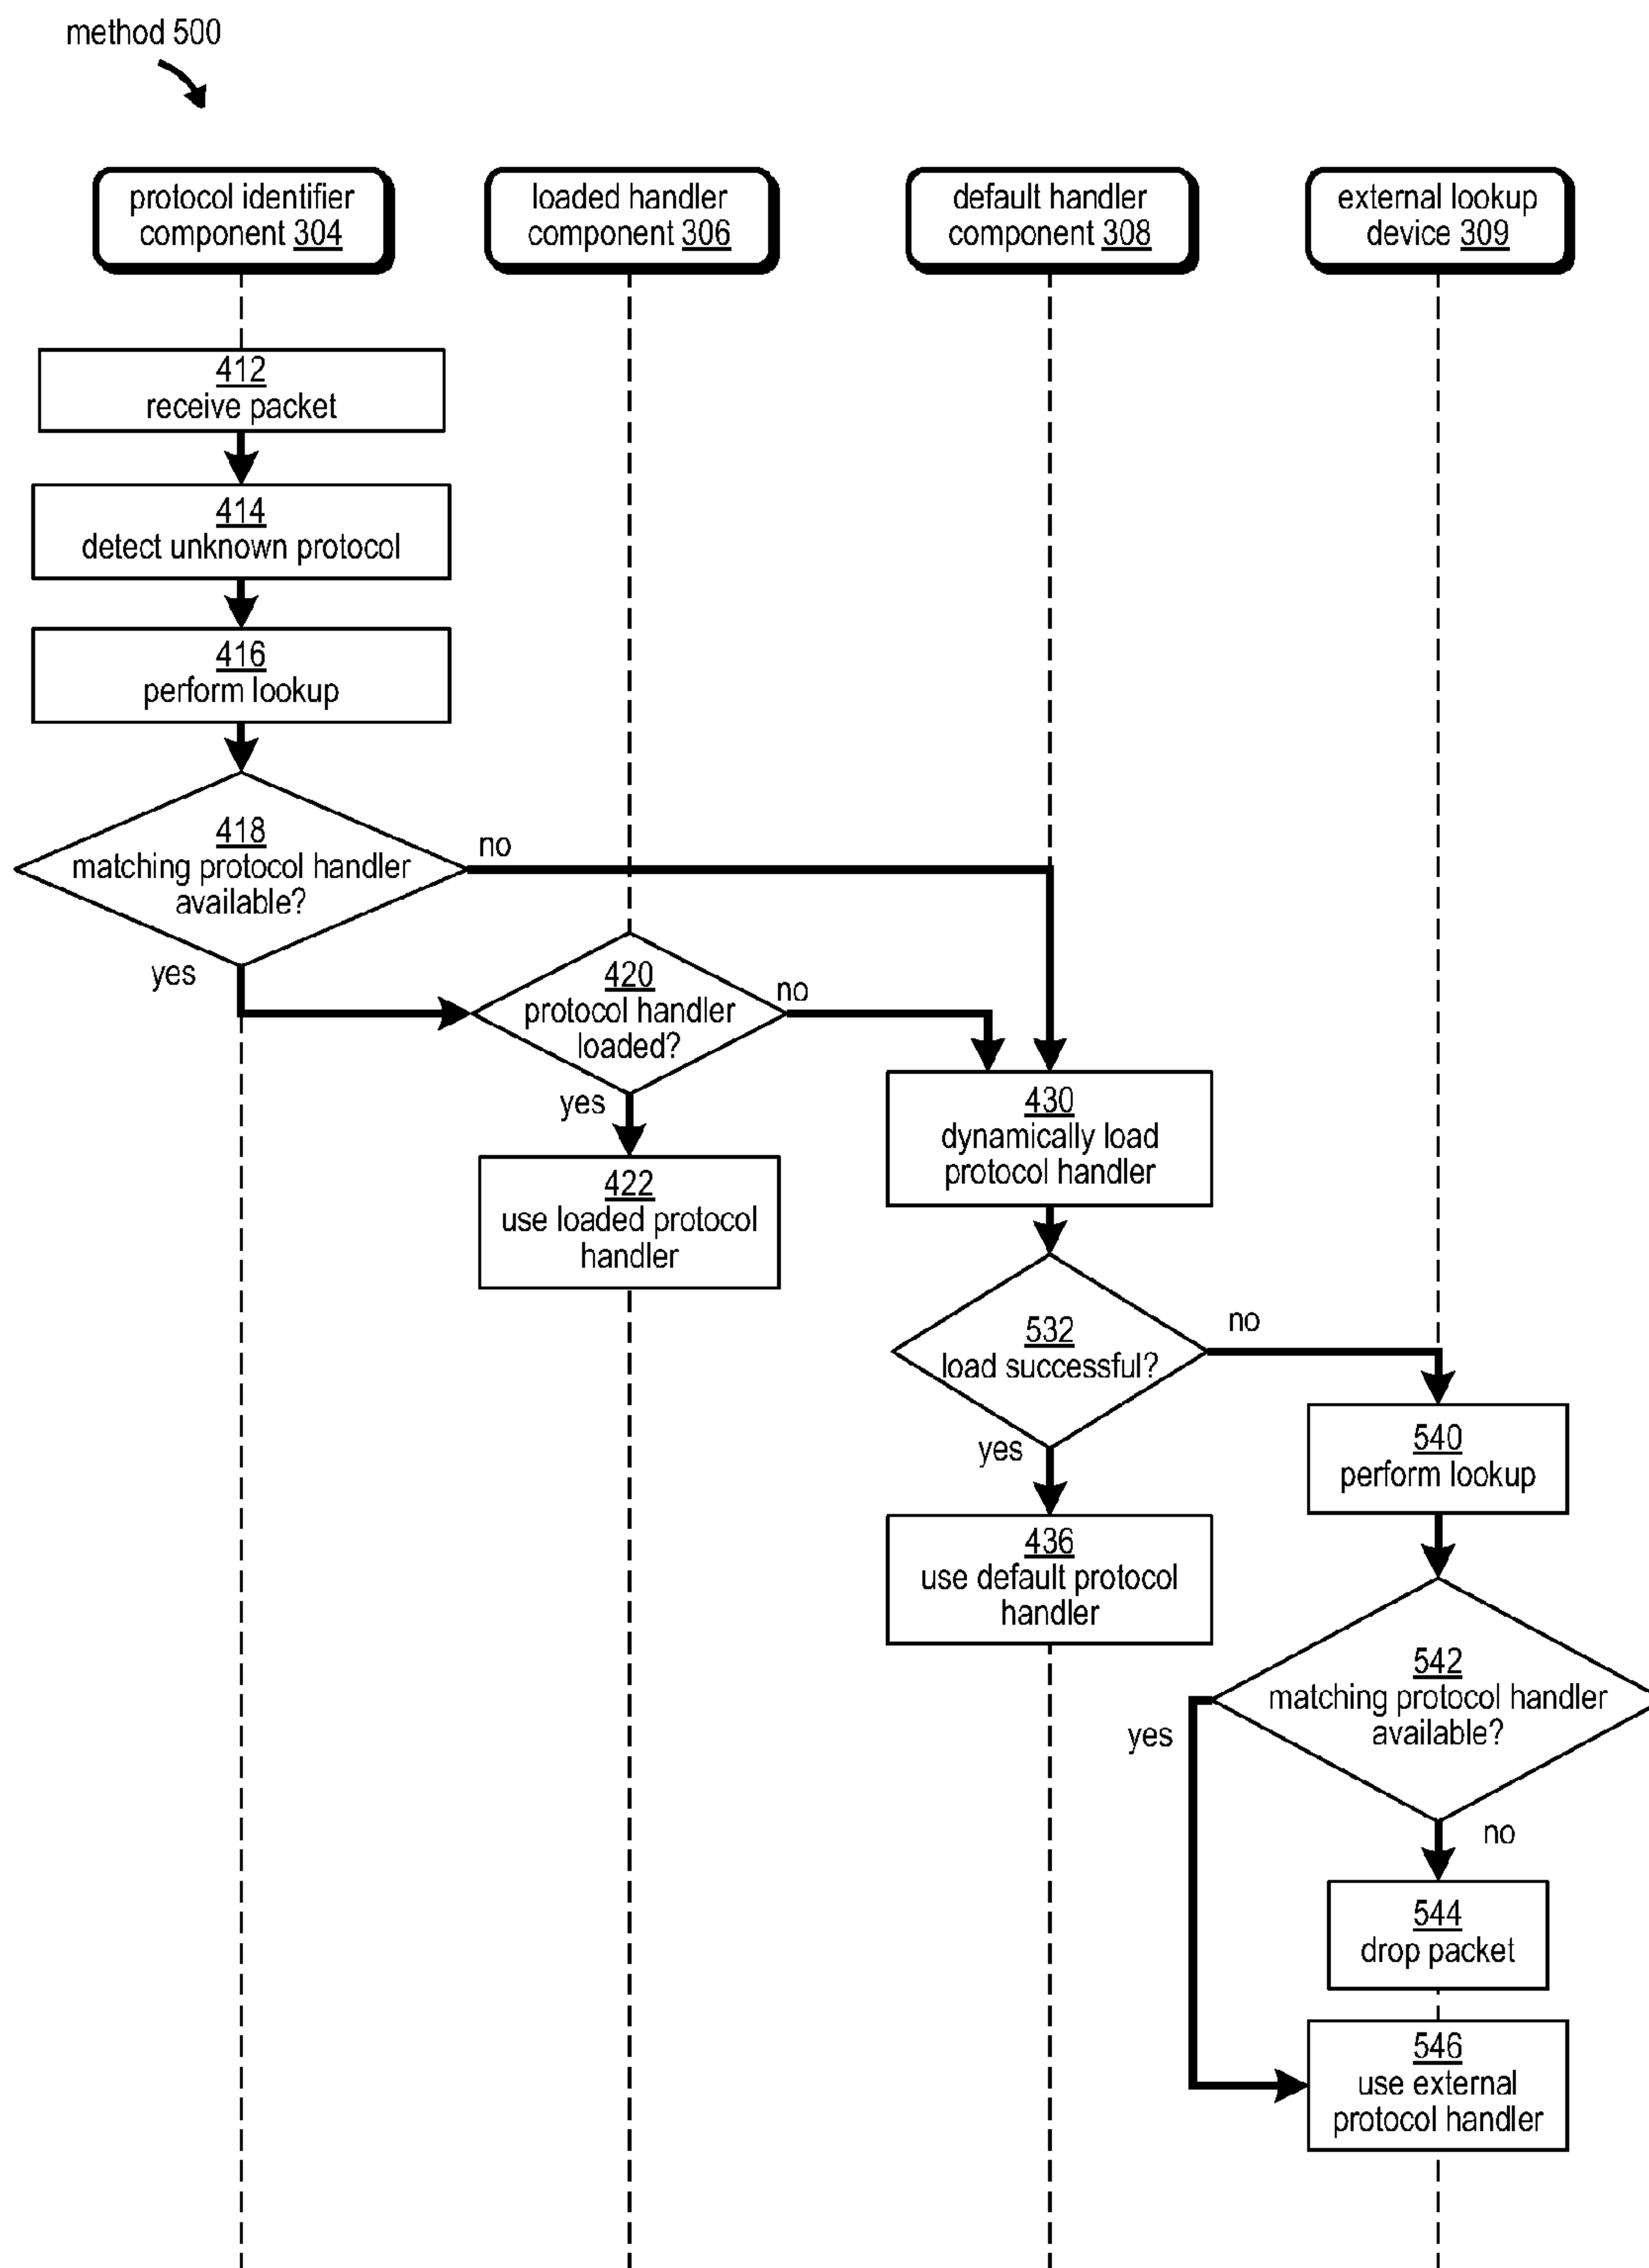 method 500
protocol identifier
component 304
loaded handler
component 306
default handler
component 308
external lookup
device 309
412
receive packet
414
detect unknown protocol
416
perform lookup
418
matching protocol handler
available?
no
yes
420
protocol handler
loaded?
no
yes
422
use loaded protocol
handler
430
dynamically load
protocol handler
532
load successful?
no
yes
436
use default protocol
handler
540
perform lookup
542
matching protocol handler
available?
yes
no
544
drop packet
546
use external
protocol handler